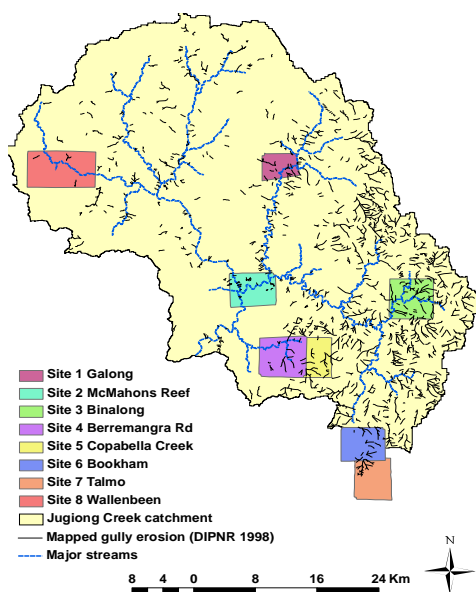 Site 1 Galong
Site 2 McMahons Reef
Site 3 Binalong
Site 4 Berremangra Rd
Site 5 Copabella Creek
Site 6 Bookham
Site 7 Talmo
Site 8 Wallenbeen
Jugiong Creek catchment
Mapped gully erosion (DIPNR 1998)
Major streams
N
8 4 0 8 16 24 Km